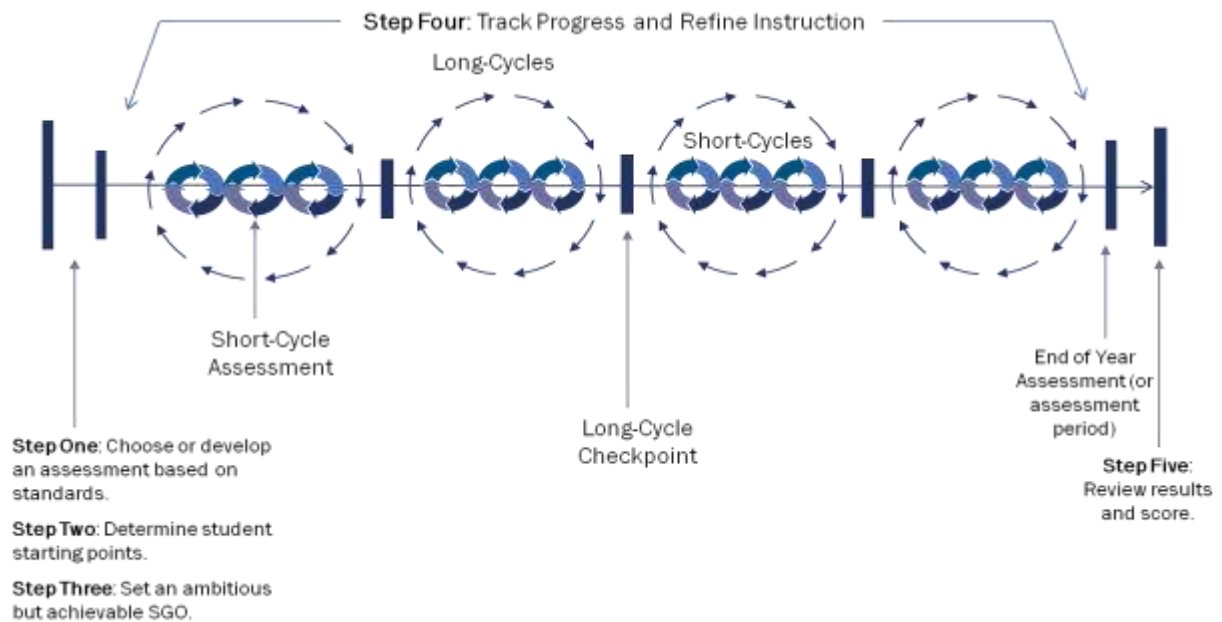 Step Four: Track Progress and Refine Instruction
Long-Cycles
Short-Cycles
Short-Cycle
Assessment
Long-Cycle
Checkpoint
End of Year
Assessment (or
assessment
period)
Step One: Choose or develop
an assessment based on
standards.
Step Two: Determine student
starting points.
Step Three: Set an ambitious
but achievable SGO.
Step Five:
Review results
and score.